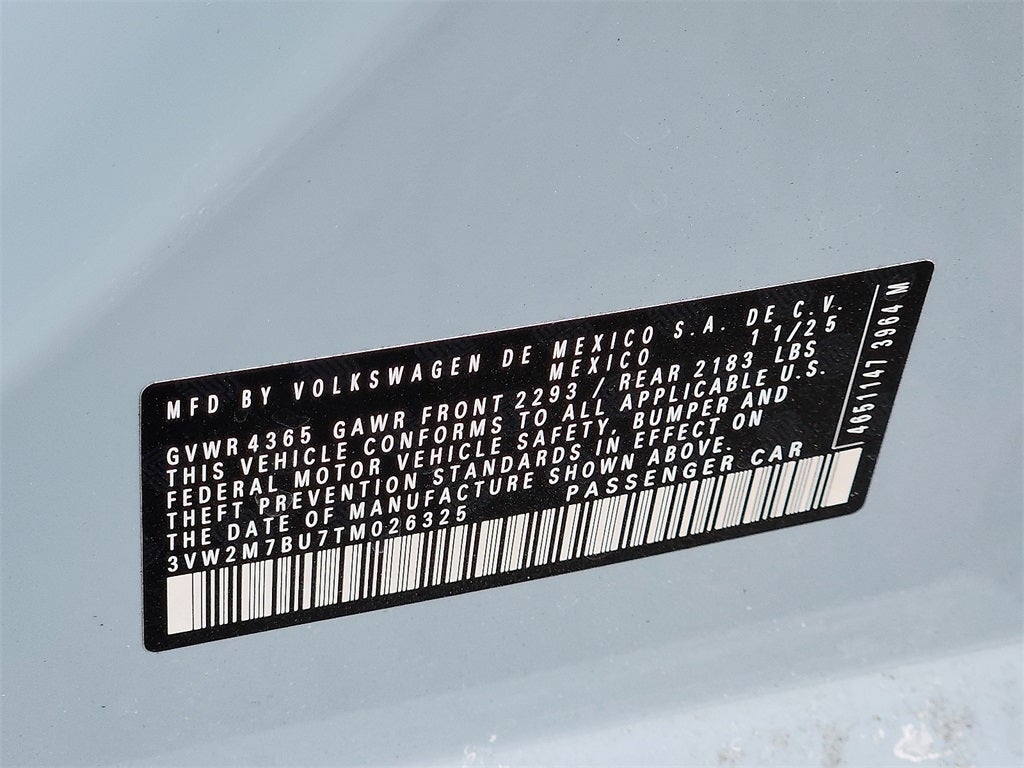 MFD BY VOLKSWAGEN DE MEXICO S.A. DE C.V.
MEXICO 11/25
GVWR 4365 GAWR FRONT 2293 / REAR 2183 LBS
THIS VEHICLE CONFORMS TO ALL APPLICABLE U.S.
FEDERAL MOTOR VEHICLE SAFETY, BUMPER AND
THEFT PREVENTION STANDARDS IN EFFECT ON
THE DATE OF MANUFACTURE SHOWN ABOVE.
3VW2M7BU7TM026325 PASSENGER CAR
4651147 3964 M